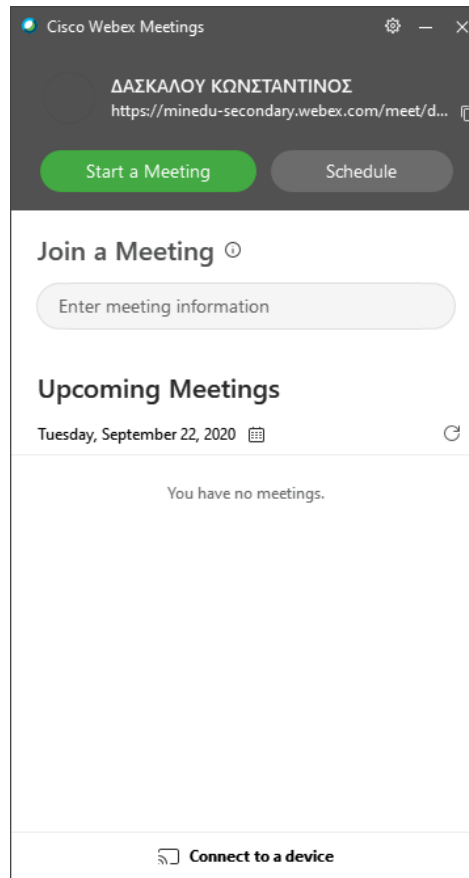 Cisco Webex Meetings
ΔΑΣΚΑΛΟΥ ΚΩΝΣΤΑΝΤΙΝΟΣ
https://minedu-secondary.webex.com/meet/d...
Start a Meeting
Schedule
Join a Meeting
Enter meeting information
Upcoming Meetings
Tuesday, September 22, 2020
You have no meetings.
Connect to a device